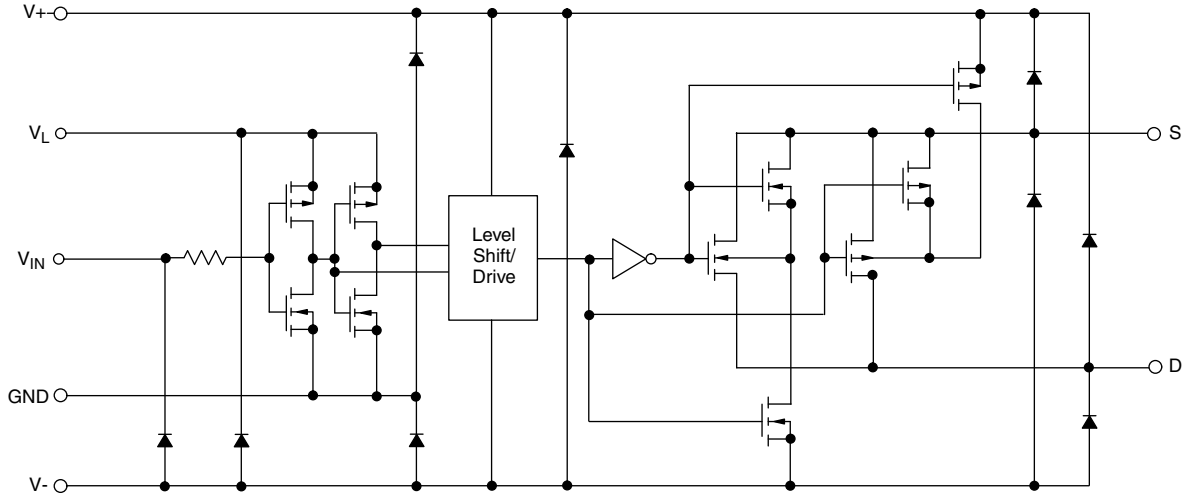 V+
V_L
S
V_IN
Level
Shift/
Drive
D
GND
V-